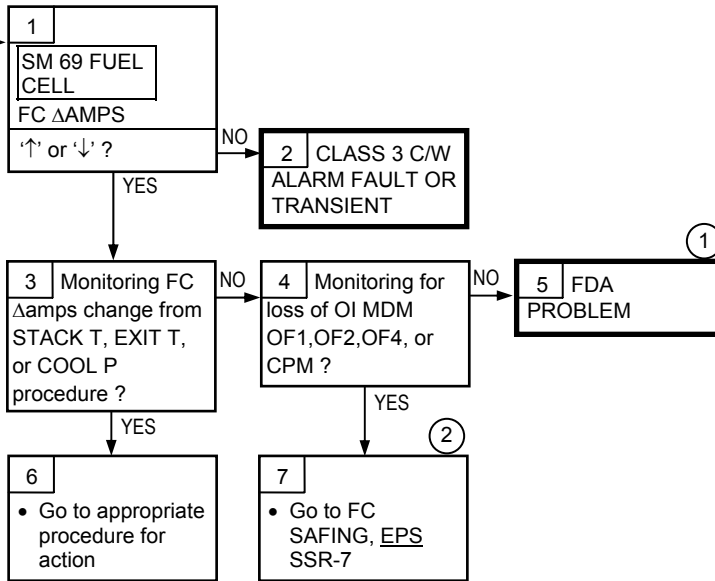 1
SM 69 FUEL
CELL
FC ∆AMPS
‘↑’ or ‘↓’ ?
NO
YES
2 CLASS 3 C/W
ALARM FAULT OR
TRANSIENT
3 Monitoring FC
∆amps change from
STACK T, EXIT T,
or COOL P
procedure ?
NO
YES
4 Monitoring for
loss of OI MDM
OF1,OF2,OF4, or
CPM ?
NO
YES
1
5 FDA
PROBLEM
6
• Go to appropriate
procedure for
action
2
7
• Go to FC
SAFING, EPS
SSR-7